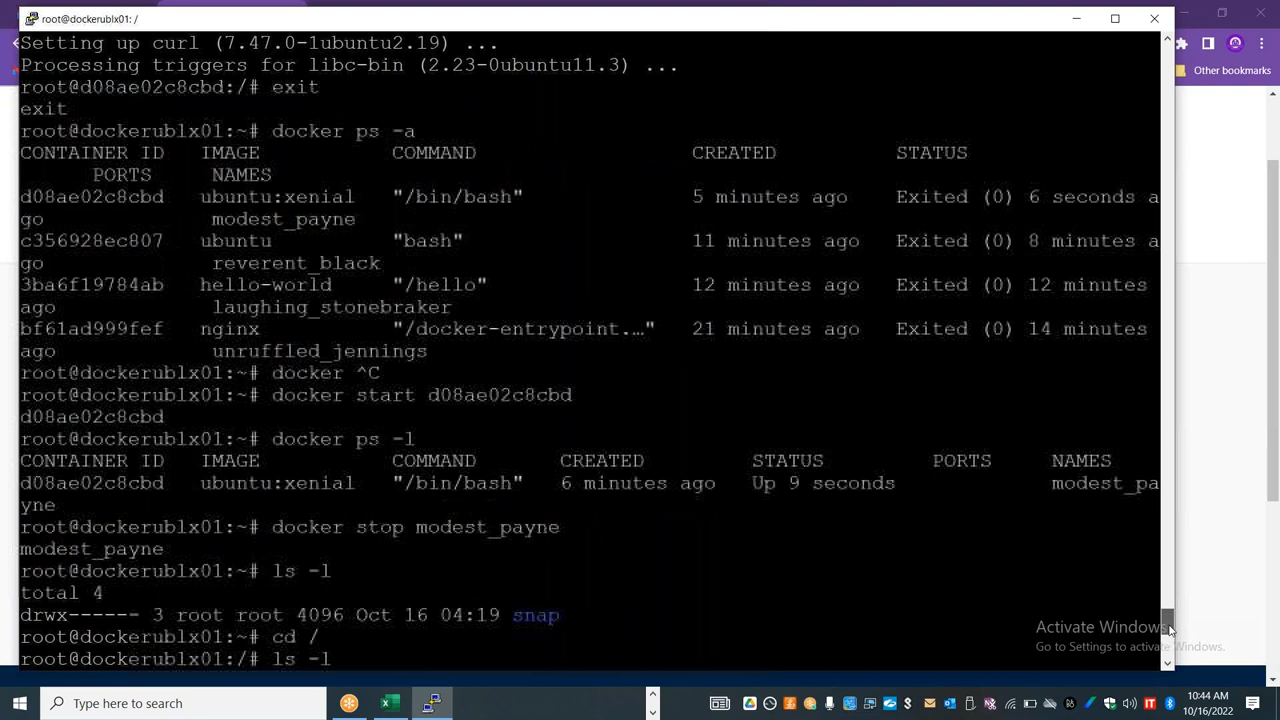 root@dockerublx01: /
Setting up curl (7.47.0-1ubuntu2.19) ...
Processing triggers for libc-bin (2.23-0ubuntu11.3) ...
root@d08ae02c8cbd:/# exit
exit
root@dockerublx01:~# docker ps -a
CONTAINER ID   IMAGE           COMMAND                  CREATED          STATUS
       PORTS     NAMES
d08ae02c8cbd   ubuntu:xenial   "/bin/bash"              5 minutes ago    Exited (0) 6 seconds a
go                modest_payne
c356928ec807   ubuntu          "bash"                   11 minutes ago   Exited (0) 8 minutes a
go                reverent_black
3ba6f19784ab   hello-world     "/hello"                 12 minutes ago   Exited (0) 12 minutes
ago               laughing_stonebraker
bf61ad999fef   nginx           "/docker-entrypoint.…"   21 minutes ago   Exited (0) 14 minutes
ago               unruffled_jennings
root@dockerublx01:~# docker ^C
root@dockerublx01:~# docker start d08ae02c8cbd
d08ae02c8cbd
root@dockerublx01:~# docker ps -l
CONTAINER ID   IMAGE           COMMAND       CREATED         STATUS         PORTS     NAMES
d08ae02c8cbd   ubuntu:xenial   "/bin/bash"   6 minutes ago   Up 9 seconds             modest_pa
yne
root@dockerublx01:~# docker stop modest_payne
modest_payne
root@dockerublx01:~# ls -l
total 4
drwx------ 3 root root 4096 Oct 16 04:19 snap
root@dockerublx01:~# cd /
root@dockerublx01:/# ls -l
Other bookmarks
Activate Windows
Go to Settings to activate Windows.
Type here to search
10:44 AM
10/16/2022